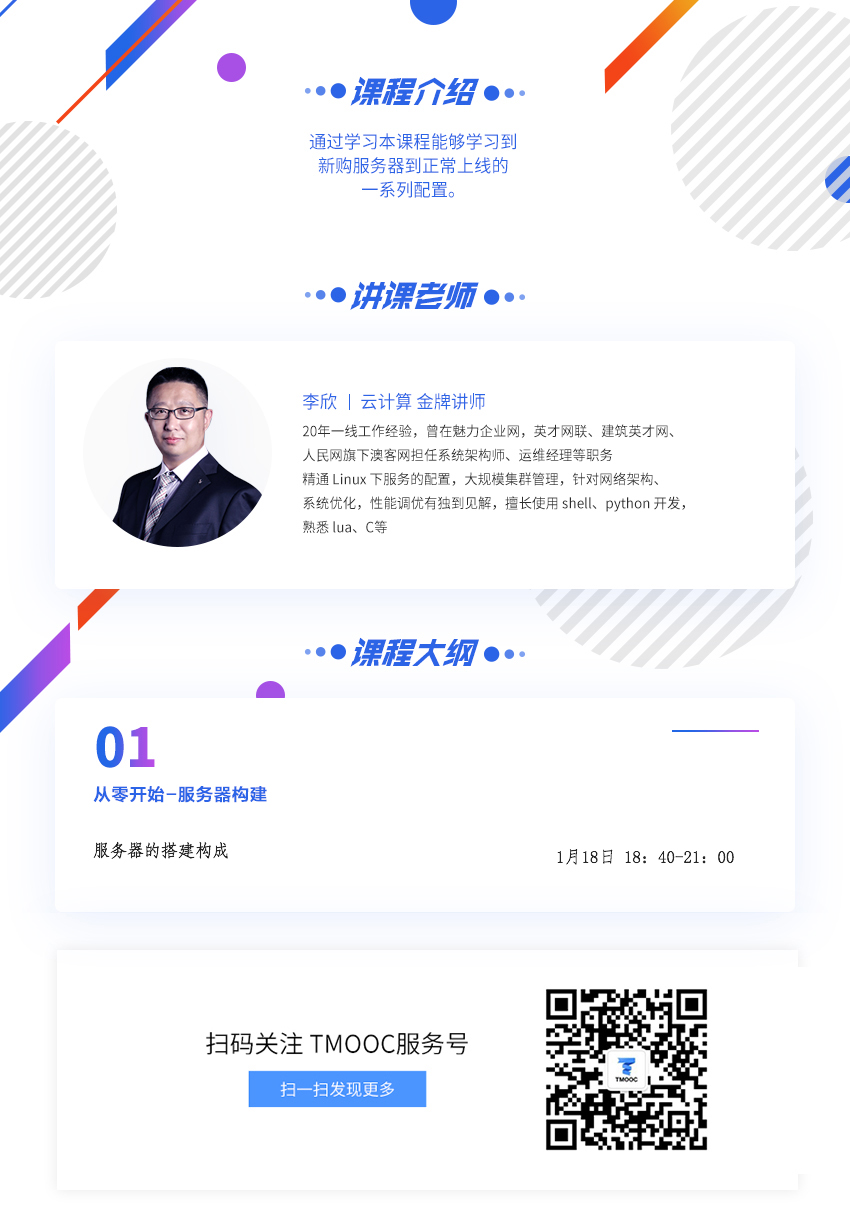 课程介绍
通过学习本课程能够学习到
新购服务器到正常上线的
一系列配置。
讲课老师
李欣 | 云计算 金牌讲师
20年一线工作经验，曾在魅力企业网，英才网联、建筑英才网、
人民网旗下澳客网担任系统架构师、运维经理等职务
精通 Linux 下服务的配置，大规模集群管理，针对网络架构、
系统优化，性能调优有独到见解，擅长使用 shell、python 开发，
熟悉 lua、C等
课程大纲
01
从零开始-服务器构建
服务器的搭建构成
1月18日 18：40-21：00
扫码关注 TMOOC服务号
扫一扫发现更多
TMOOC